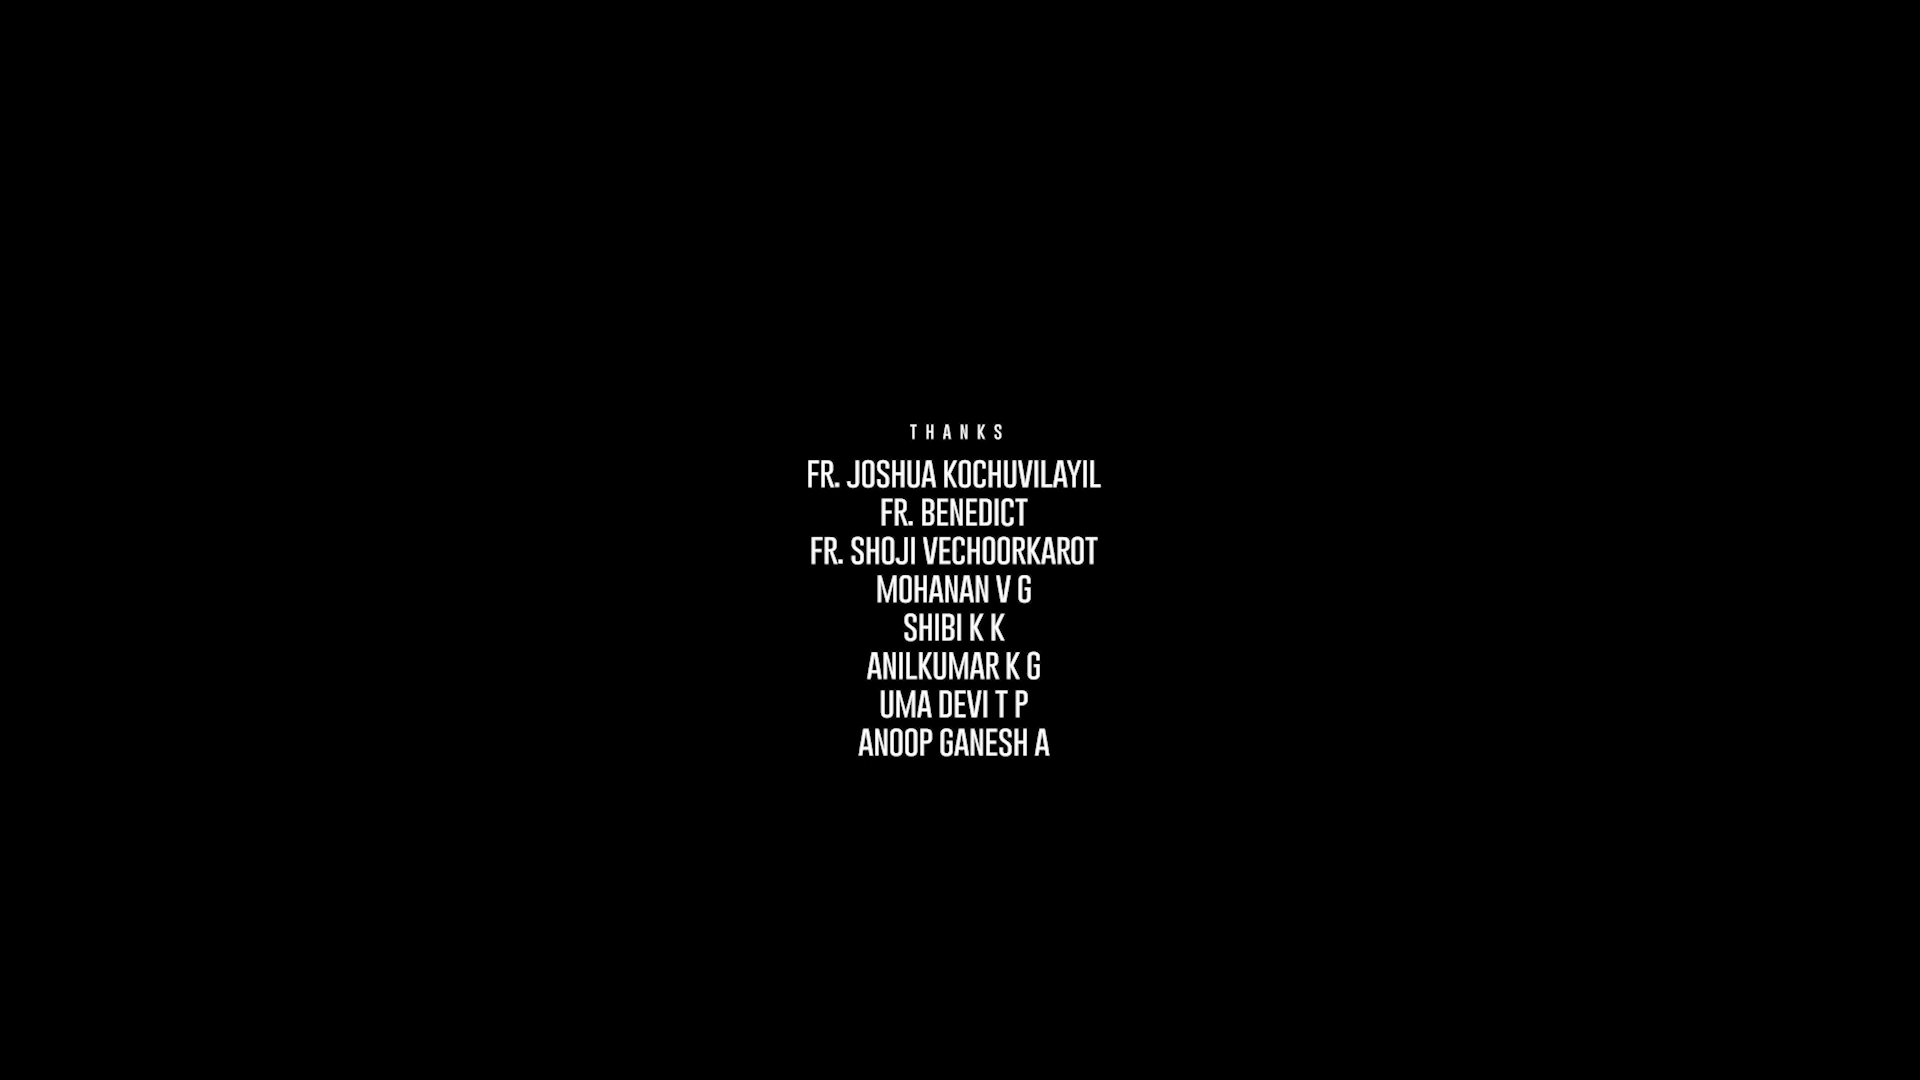 THANKS
FR. JOSHUA KOCHUVILAYIL
FR. BENEDICT
FR. SHOJI VECHOORKAROT
MOHANAN V G
SHIBI K K
ANILKUMAR K G
UMA DEVI T P
ANOOP GANESH A